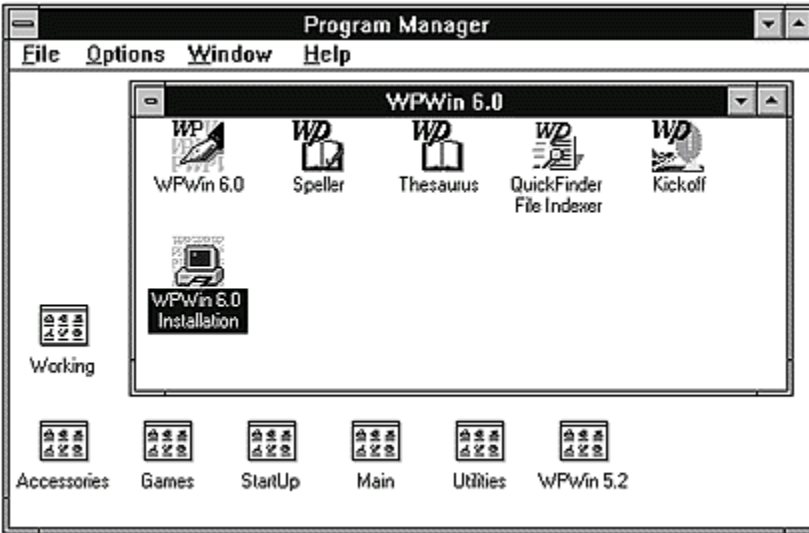 Program Manager
File Options Window Help
WPWin 6.0
WP WP WP WP WP
WPWin 6.0 Speller Thesaurus QuickFinder File Indexer Kickoff
WPWin 6.0
Installation
Working
Accessories Games StartUp Main Utilities WPWin 5.2